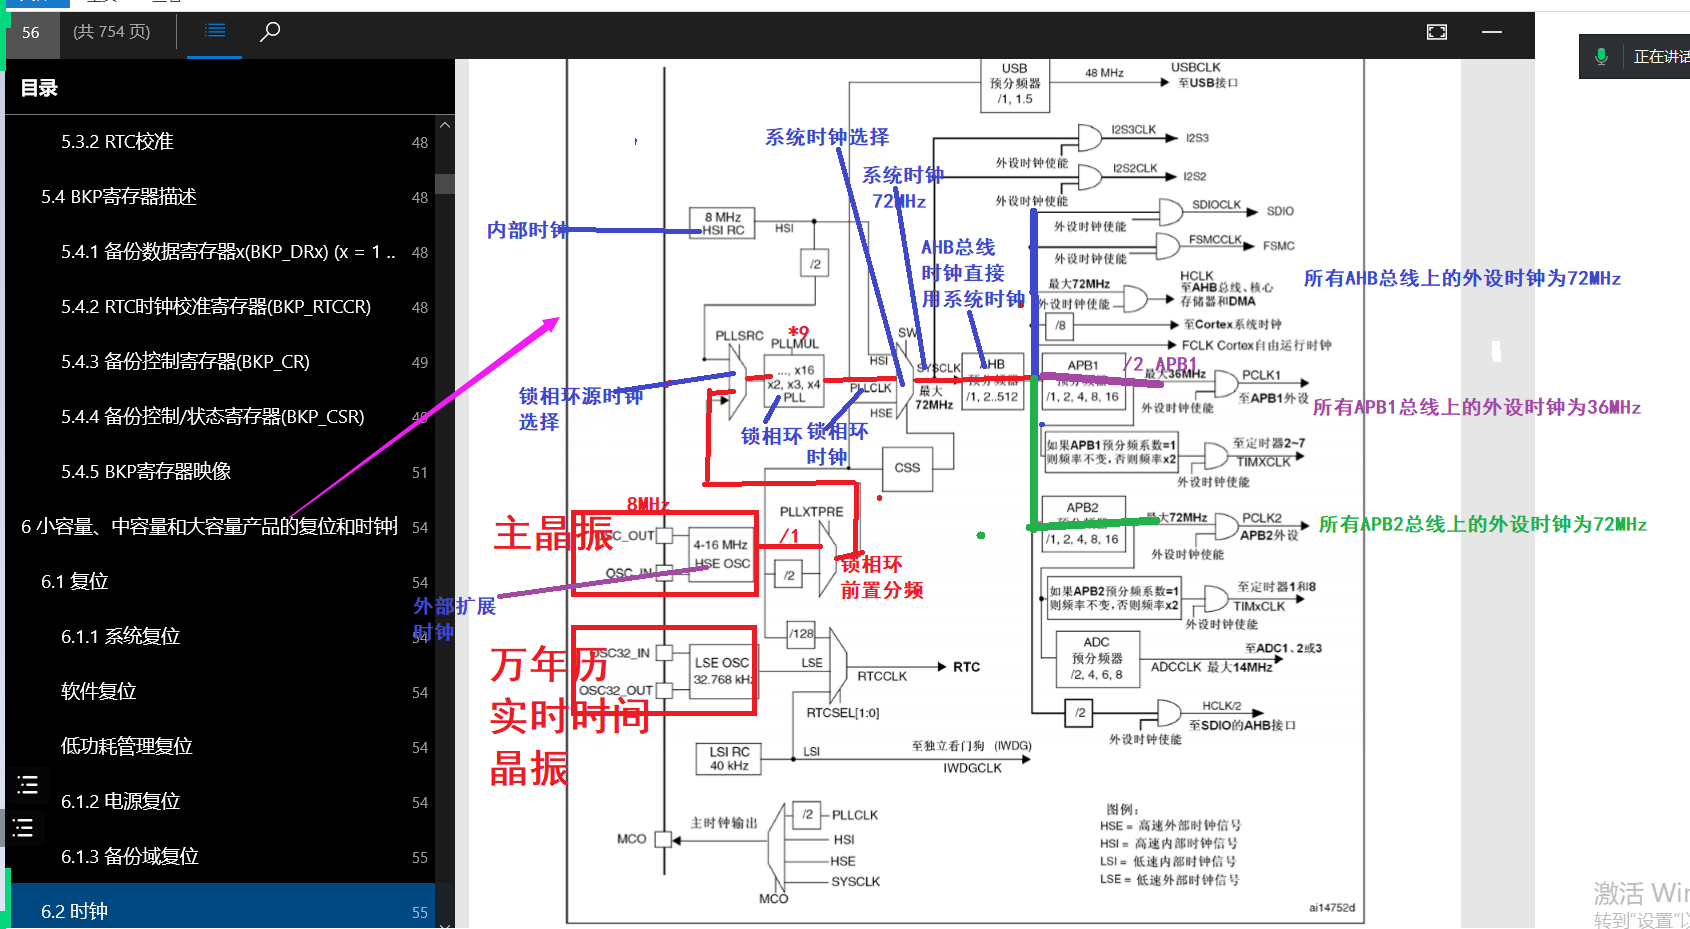 56
(共 754 页)
正在讲话
目录
5.3.2 RTC校准 48
5.4 BKP寄存器描述 48
5.4.1 备份数据寄存器x(BKP_DRx) (x = 1 .. 48
5.4.2 RTC时钟校准寄存器(BKP_RTCCR) 48
5.4.3 备份控制寄存器(BKP_CR) 49
5.4.4 备份控制/状态寄存器(BKP_CSR) 49
5.4.5 BKP寄存器映像 51
6 小容量、中容量和大容量产品的复位和时钟 54
6.1 复位 54
6.1.1 系统复位 54
软件复位 54
低功耗管理复位 54
6.1.2 电源复位 54
6.1.3 备份域复位 55
6.2 时钟 55
USB
预分频器
/1, 1.5
48 MHz
USBCLK
至USB接口
系统时钟选择
I2S3CLK
I2S3
外设时钟使能
系统时钟
72MHz
I2S2CLK
I2S2
外设时钟使能
内部时钟
8 MHz
HSI RC
HSI
/2
SDIOCLK
SDIO
外设时钟使能
FSMCCLK
FSMC
外设时钟使能
AHB总线
时钟直接
用系统时钟
最大72MHz
外设时钟使能
HCLK
至AHB总线、核心
存储器和DMA
所有AHB总线上的外设时钟为72MHz
/8
至Cortex系统时钟
FCLK Cortex自由运行时钟
PLLSRC
*9
PLLMUL
..., x16
x2, x3, x4
PLL
SW
HSI
PLLCLK
HSE
SYSCLK
最大
72MHz
AHB
预分频器
/1, 2..512
APB1
预分频器
/1, 2, 4, 8, 16
/2 APB1
最大36MHz
外设时钟使能
PCLK1
至APB1外设
所有APB1总线上的外设时钟为36MHz
锁相环源时钟
选择
锁相环
锁相环
时钟
如果APB1预分频系数=1
则频率不变, 否则频率x2
至定时器2~7
TIMXCLK
外设时钟使能
CSS
8MHz
主晶振
OSC_OUT
OSC_IN
4-16 MHz
HSE OSC
/1
/2
PLLXTPRE
锁相环
前置分频
外部扩展
时钟
APB2
预分频器
/1, 2, 4, 8, 16
最大72MHz
外设时钟使能
PCLK2
APB2外设
所有APB2总线上的外设时钟为72MHz
如果APB2预分频系数=1
则频率不变, 否则频率x2
至定时器1和8
TIMxCLK
外设时钟使能
ADC
预分频器
/2, 4, 6, 8
至ADC1、2或3
ADCCLK 最大14MHz
万年历
实时时间
晶振
OSC32_IN
OSC32_OUT
LSE OSC
32.768 kHz
/128
LSE
RTC
RTCCLK
RTCSEL[1:0]
/2
HCLK/2
至SDIO的AHB接口
外设时钟使能
LSI RC
40 kHz
LSI
至独立看门狗 (IWDG)
IWDGCLK
MCO
主时钟输出
/2
PLLCLK
HSI
HSE
SYSCLK
MCO
图例:
HSE = 高速外部时钟信号
HSI = 高速内部时钟信号
LSI = 低速内部时钟信号
LSE = 低速外部时钟信号
ai14752d
激活 Win
转到"设置"以